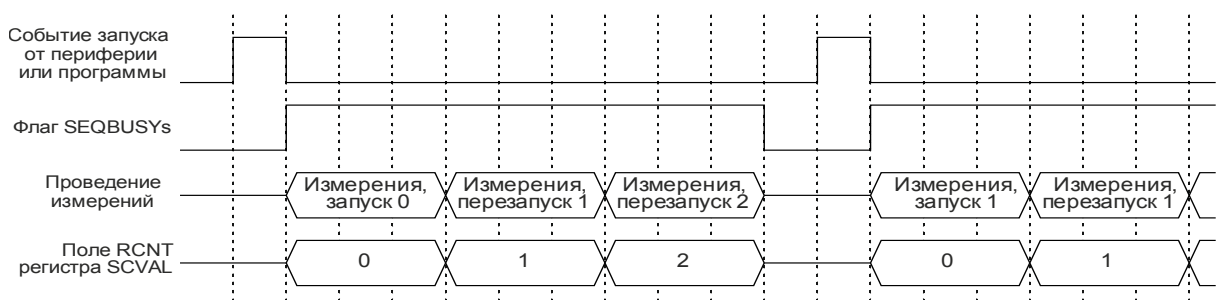 Событие запуска
от периферии
или программы
Флаг SEQBUSYs
Проведение
измерений
Измерения,
запуск 0
Измерения,
перезапуск 1
Измерения,
перезапуск 2
Измерения,
запуск 1
Измерения,
перезапуск 1
Поле RCNT
регистра SCVAL
0
1
2
0
1